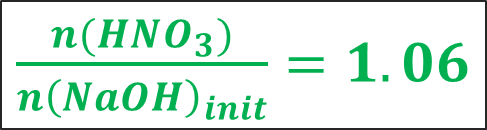 n(HNO₃)/n(NaOH)ᵢₙᵢₜ = 1.06